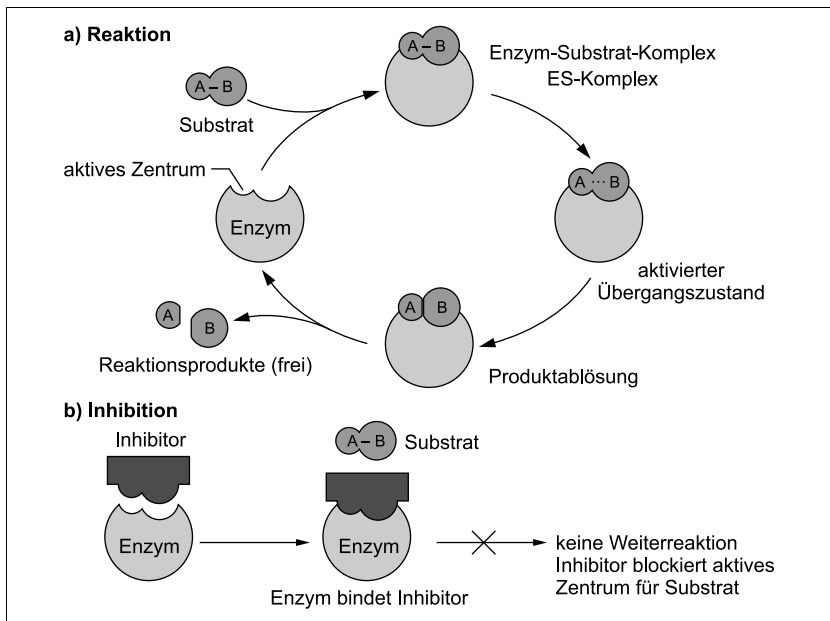 a) Reaktion
A – B
Substrat
A – B
Enzym-Substrat-Komplex
ES-Komplex
aktives Zentrum
Enzym
A ··· B
aktivierter
Übergangszustand
A B
Produktablösung
A
B
Reaktionsprodukte (frei)
b) Inhibition
Inhibitor
Enzym
A – B
Substrat
Enzym
Enzym bindet Inhibitor
keine Weiterreaktion
Inhibitor blockiert aktives
Zentrum für Substrat